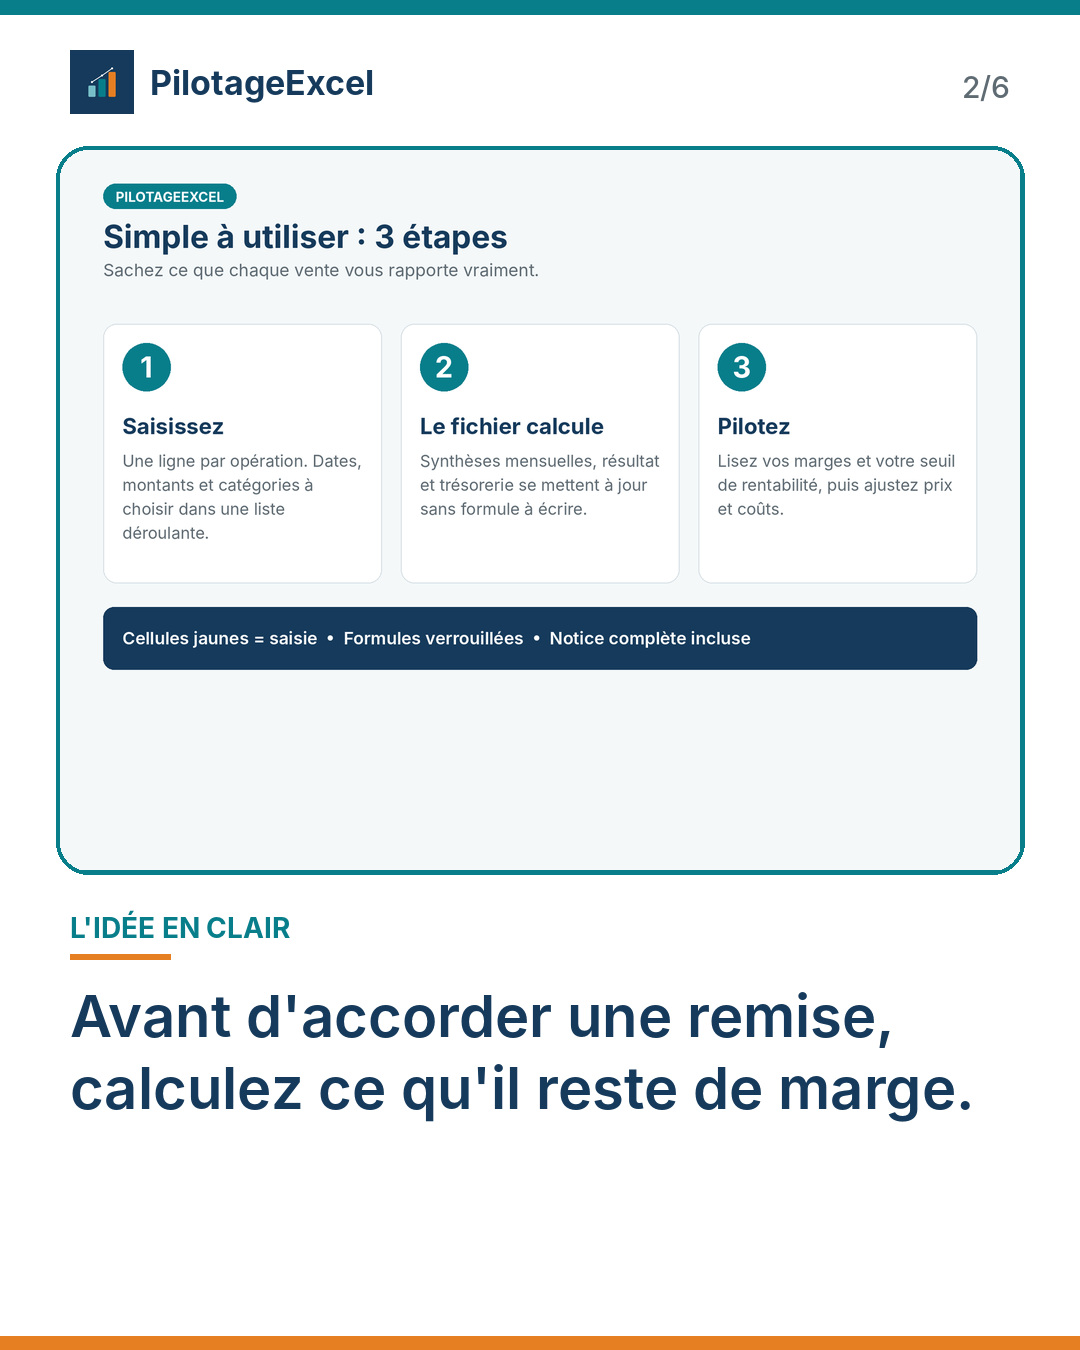 PilotageExcel
2/6
PILOTAGEEXCEL
Simple à utiliser : 3 étapes
Sachez ce que chaque vente vous rapporte vraiment.
1
Saisissez
Une ligne par opération. Dates,
montants et catégories à
choisir dans une liste
déroulante.
2
Le fichier calcule
Synthèses mensuelles, résultat
et trésorerie se mettent à jour
sans formule à écrire.
3
Pilotez
Lisez vos marges et votre seuil
de rentabilité, puis ajustez prix
et coûts.
Cellules jaunes = saisie • Formules verrouillées • Notice complète incluse
L'IDÉE EN CLAIR
Avant d'accorder une remise,
calculez ce qu'il reste de marge.